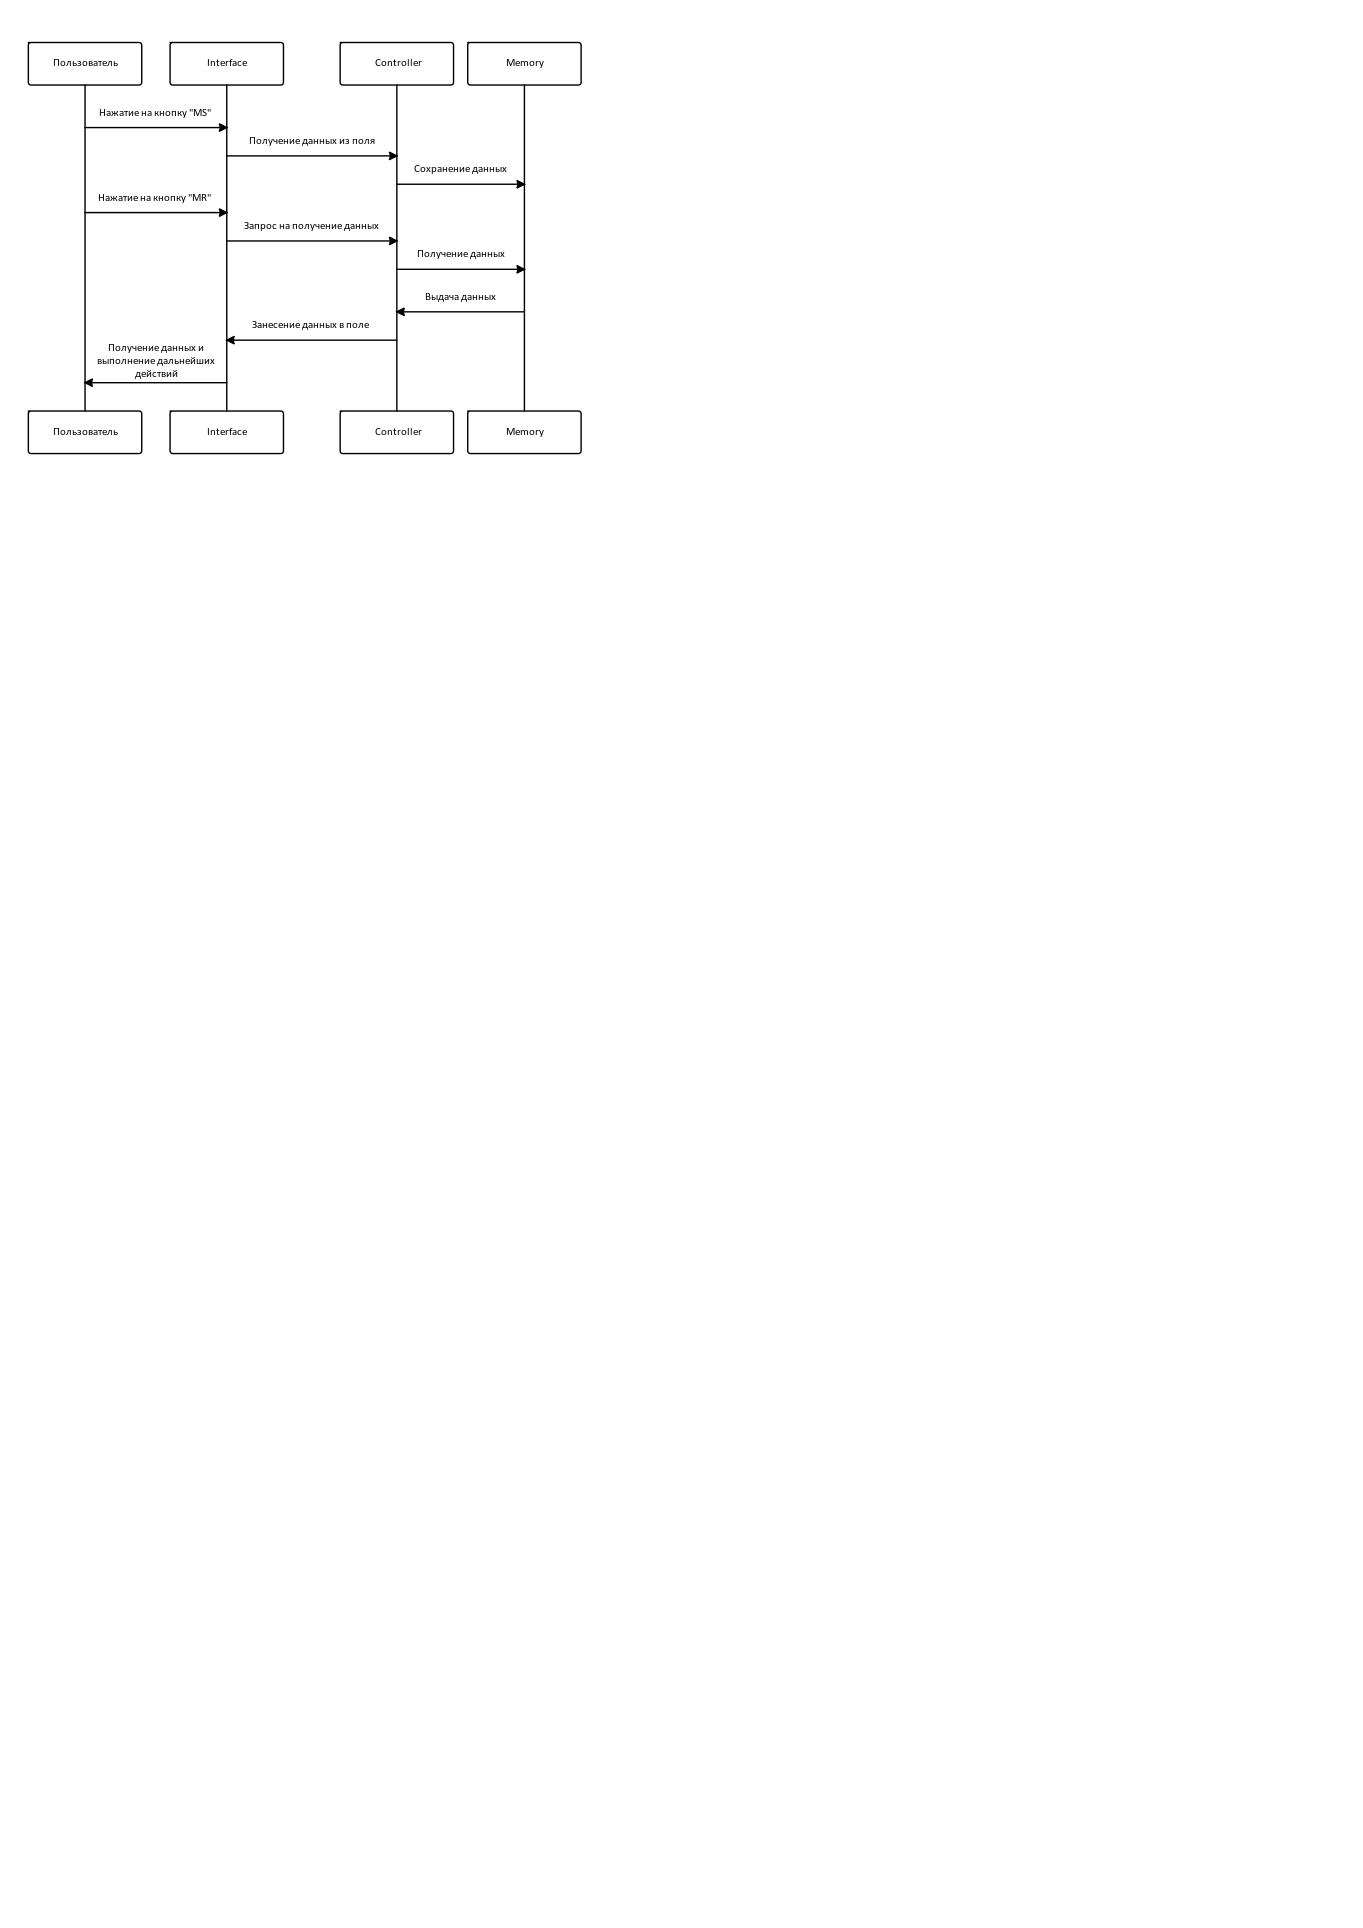 Пользователь
Interface
Controller
Memory
Нажатие на кнопку "MS"
Получение данных из поля
Сохранение данных
Нажатие на кнопку "MR"
Запрос на получение данных
Получение данных
Выдача данных
Занесение данных в поле
Получение данных и
выполнение дальнейших
действий
Пользователь
Interface
Controller
Memory